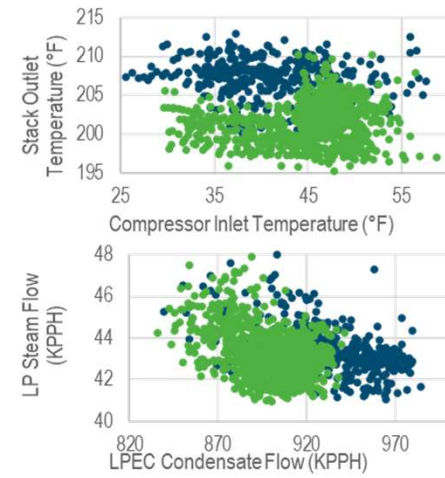 215
210
205
200
195
Stack Outlet
Temperature (°F)
25 35 45 55
Compressor Inlet Temperature (°F)
48
46
44
42
40
LP Steam Flow
(KPPH)
820 870 920 970
LPEC Condensate Flow (KPPH)